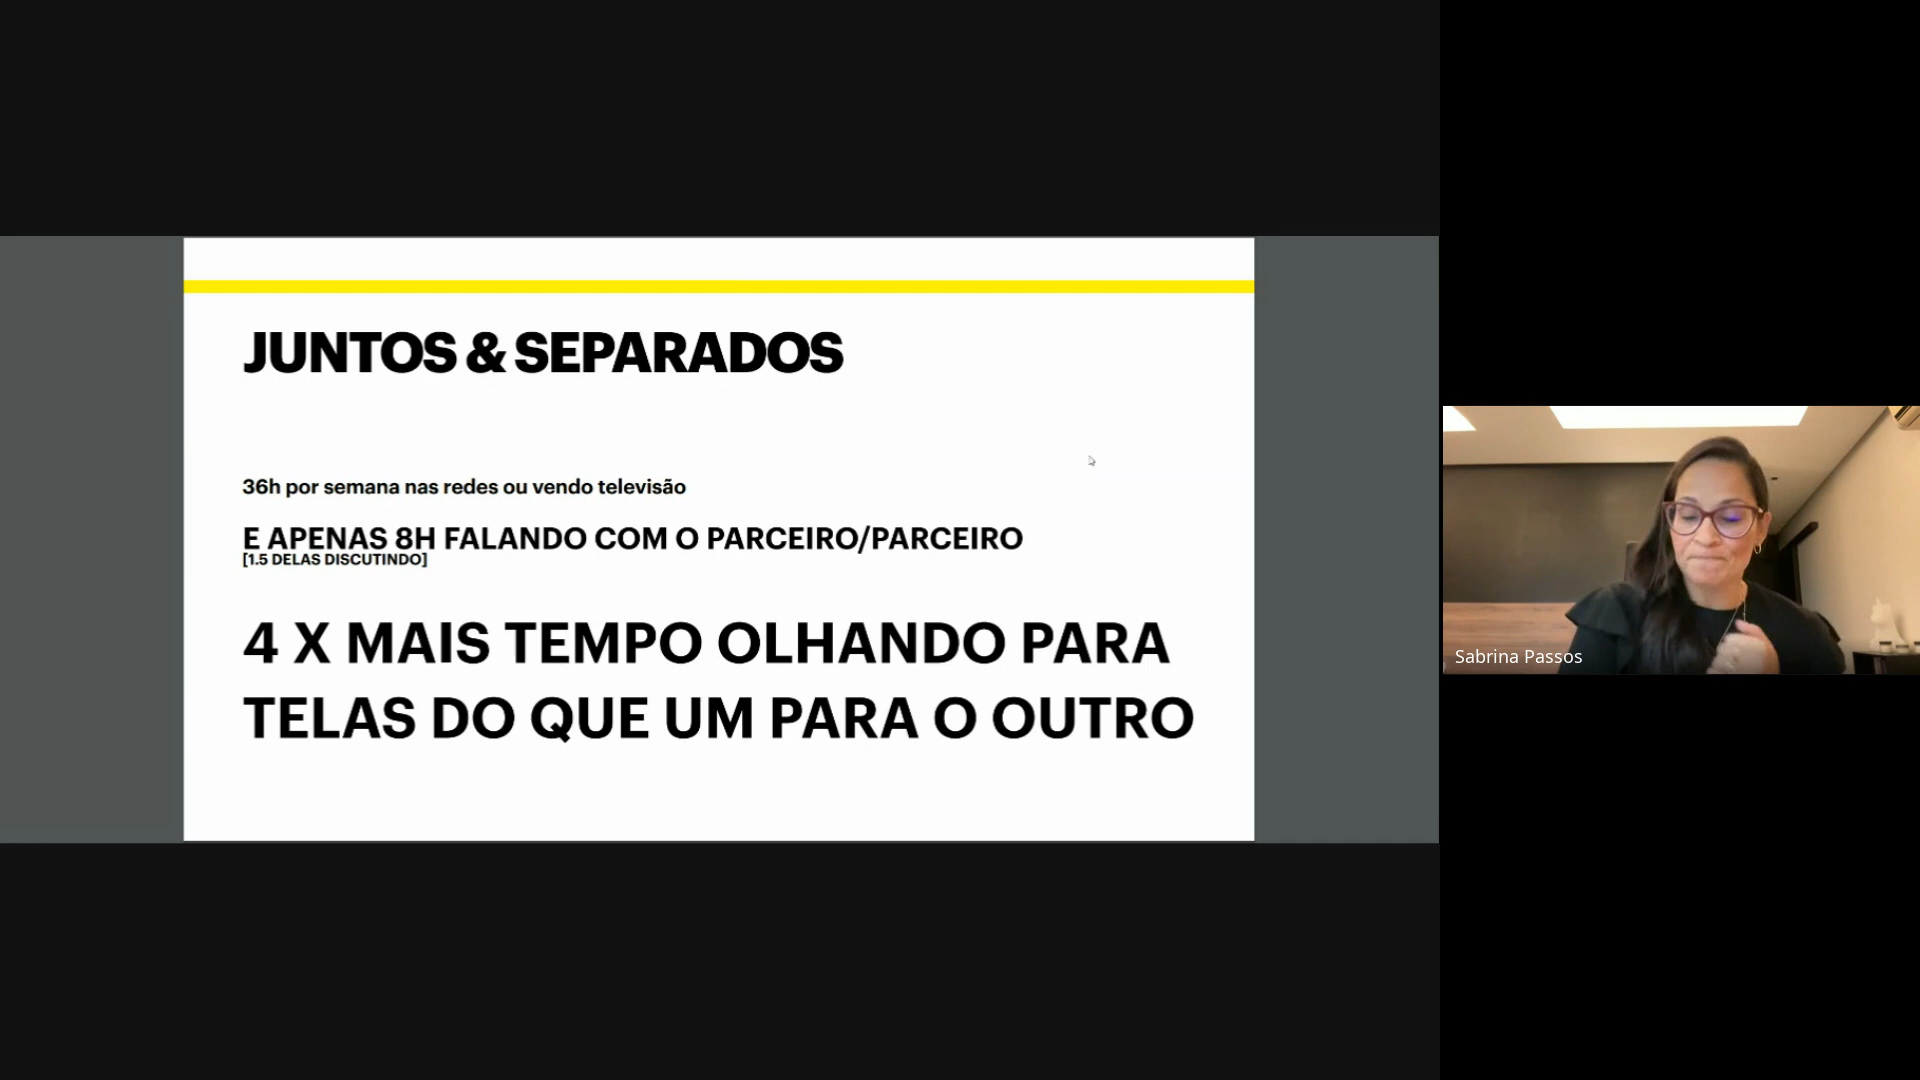 JUNTOS & SEPARADOS
36h por semana nas redes ou vendo televisão
E APENAS 8H FALANDO COM O PARCEIRO/PARCEIRO
[1.5 DELAS DISCUTINDO]
4 X MAIS TEMPO OLHANDO PARA
TELAS DO QUE UM PARA O OUTRO
Sabrina Passos